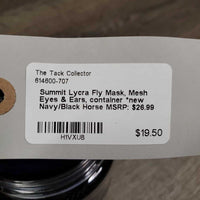 The Tack Collector
614600-707
Summit Lycra Fly Mask, Mesh
Eyes & Ears, container *new
Navy/Black Horse MSRP: $26.99
$19.50
H1VXU8